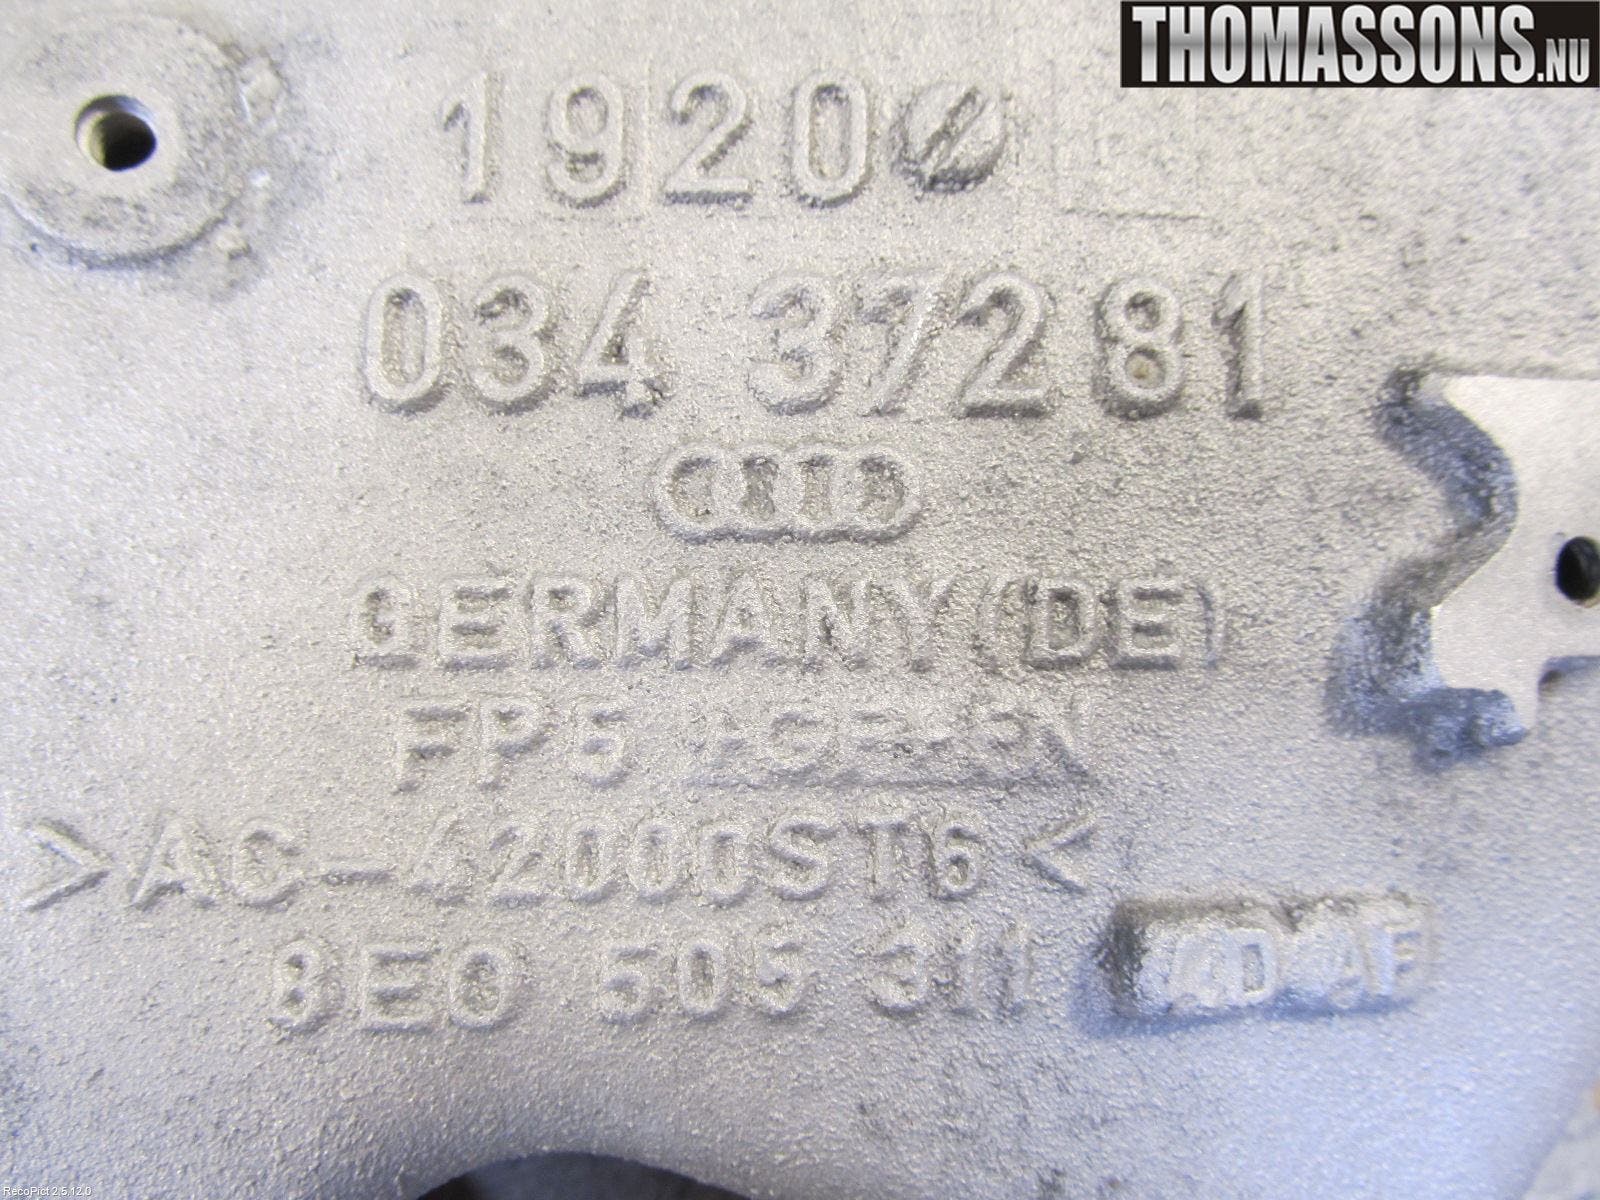 THOMASSONS.NU
1920
034 37281
GERMANY (DE)
FP5
>AC-42000ST6<
8E0 505 311
RecoPict 2.5.12.0